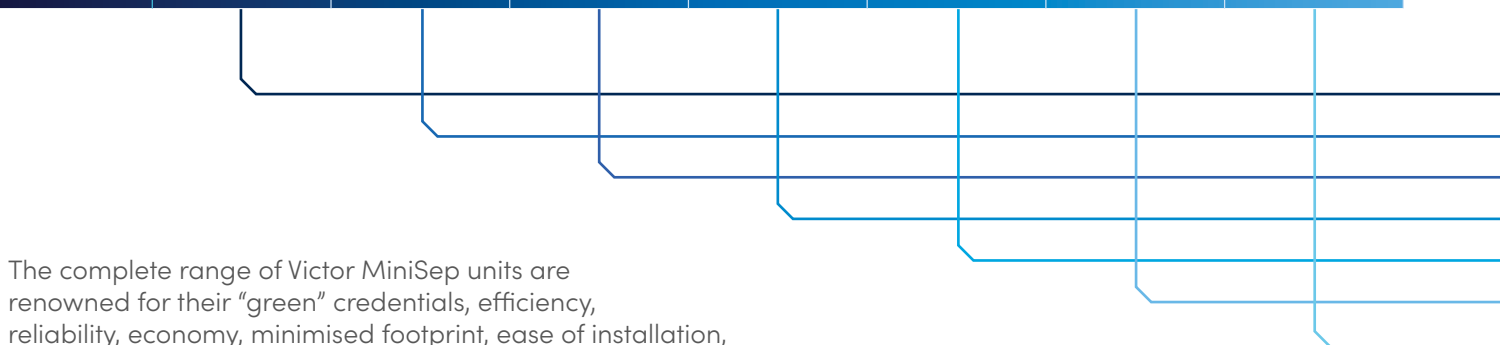 The complete range of Victor MiniSep units are
renowned for their “green” credentials, efficiency,
reliability, economy, minimised footprint, ease of installation,